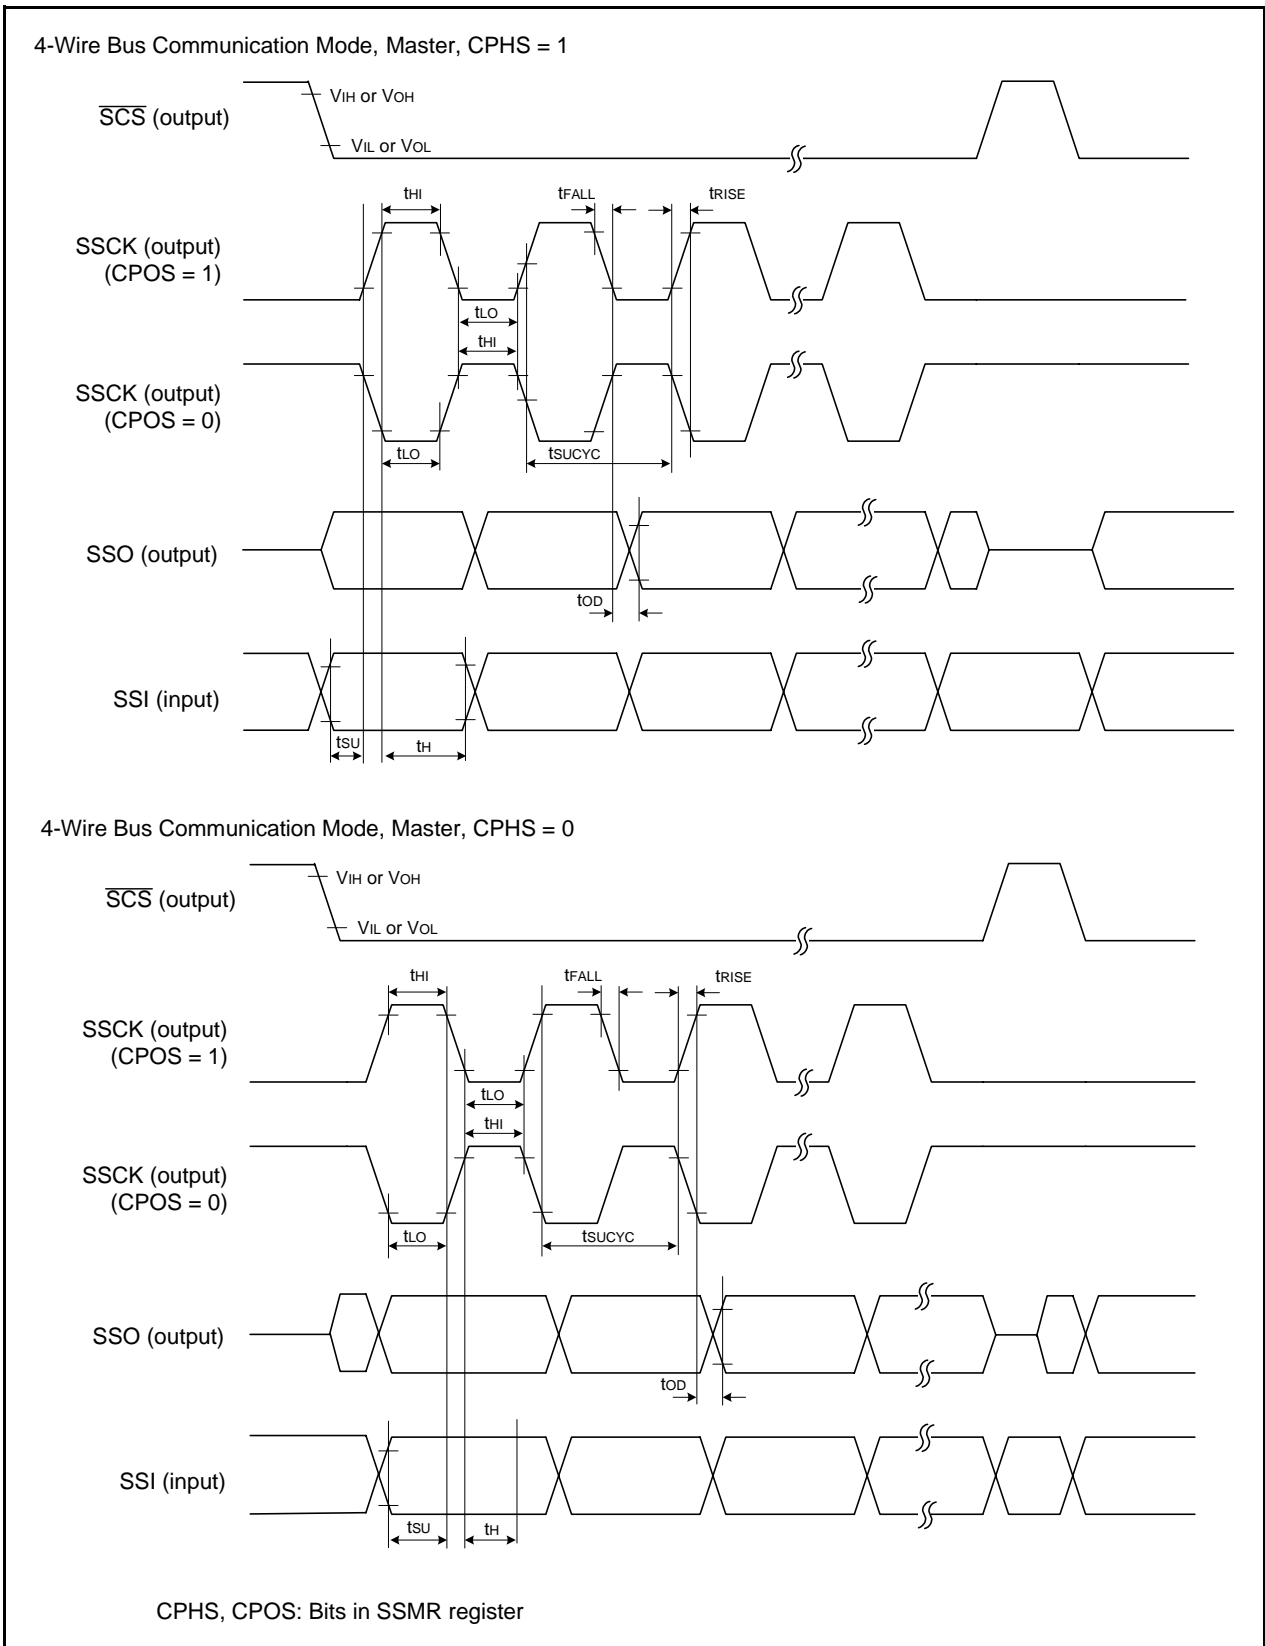 4-Wire Bus Communication Mode, Master, CPHS = 1
VIH or VOH
SCS (output)
VIL or VOL
tHI
tFALL
tRISE
SSCK (output)
(CPOS = 1)
tLO
tHI
SSCK (output)
(CPOS = 0)
tLO
tSUCYC
SSO (output)
tOD
SSI (input)
tSU
tH
4-Wire Bus Communication Mode, Master, CPHS = 0
VIH or VOH
SCS (output)
VIL or VOL
tHI
tFALL
tRISE
SSCK (output)
(CPOS = 1)
tLO
tHI
SSCK (output)
(CPOS = 0)
tLO
tSUCYC
SSO (output)
tOD
SSI (input)
tSU
tH
CPHS, CPOS: Bits in SSMR register